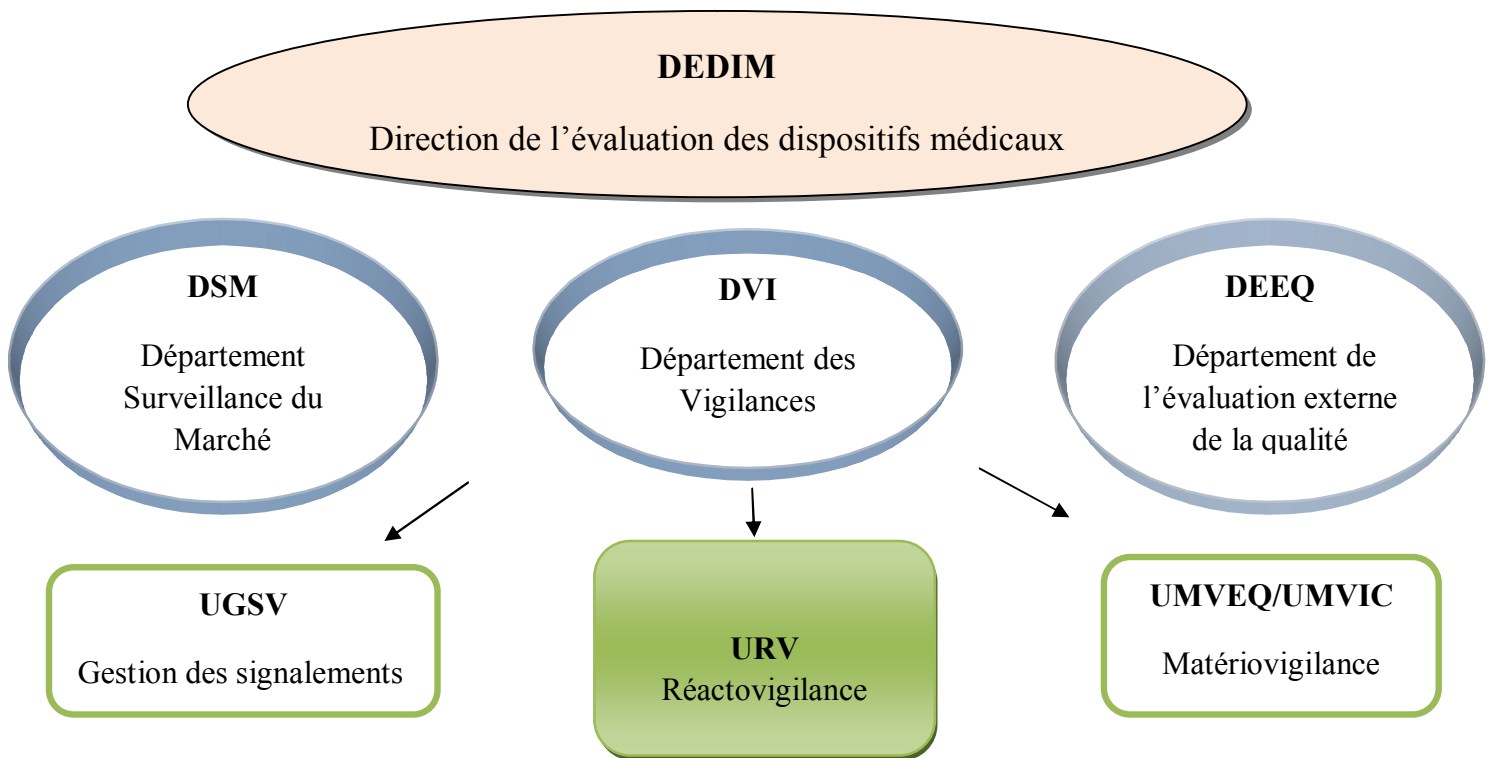 DEDIM
Direction de l’évaluation des dispositifs médicaux
DSM
Département
Surveillance du
Marché
DVI
Département des
Vigilances
DEEQ
Département de
l’évaluation externe
de la qualité
UGSV
Gestion des signalements
URV
Réactovigilance
UMVEQ/UMVIC
Matériovigilance